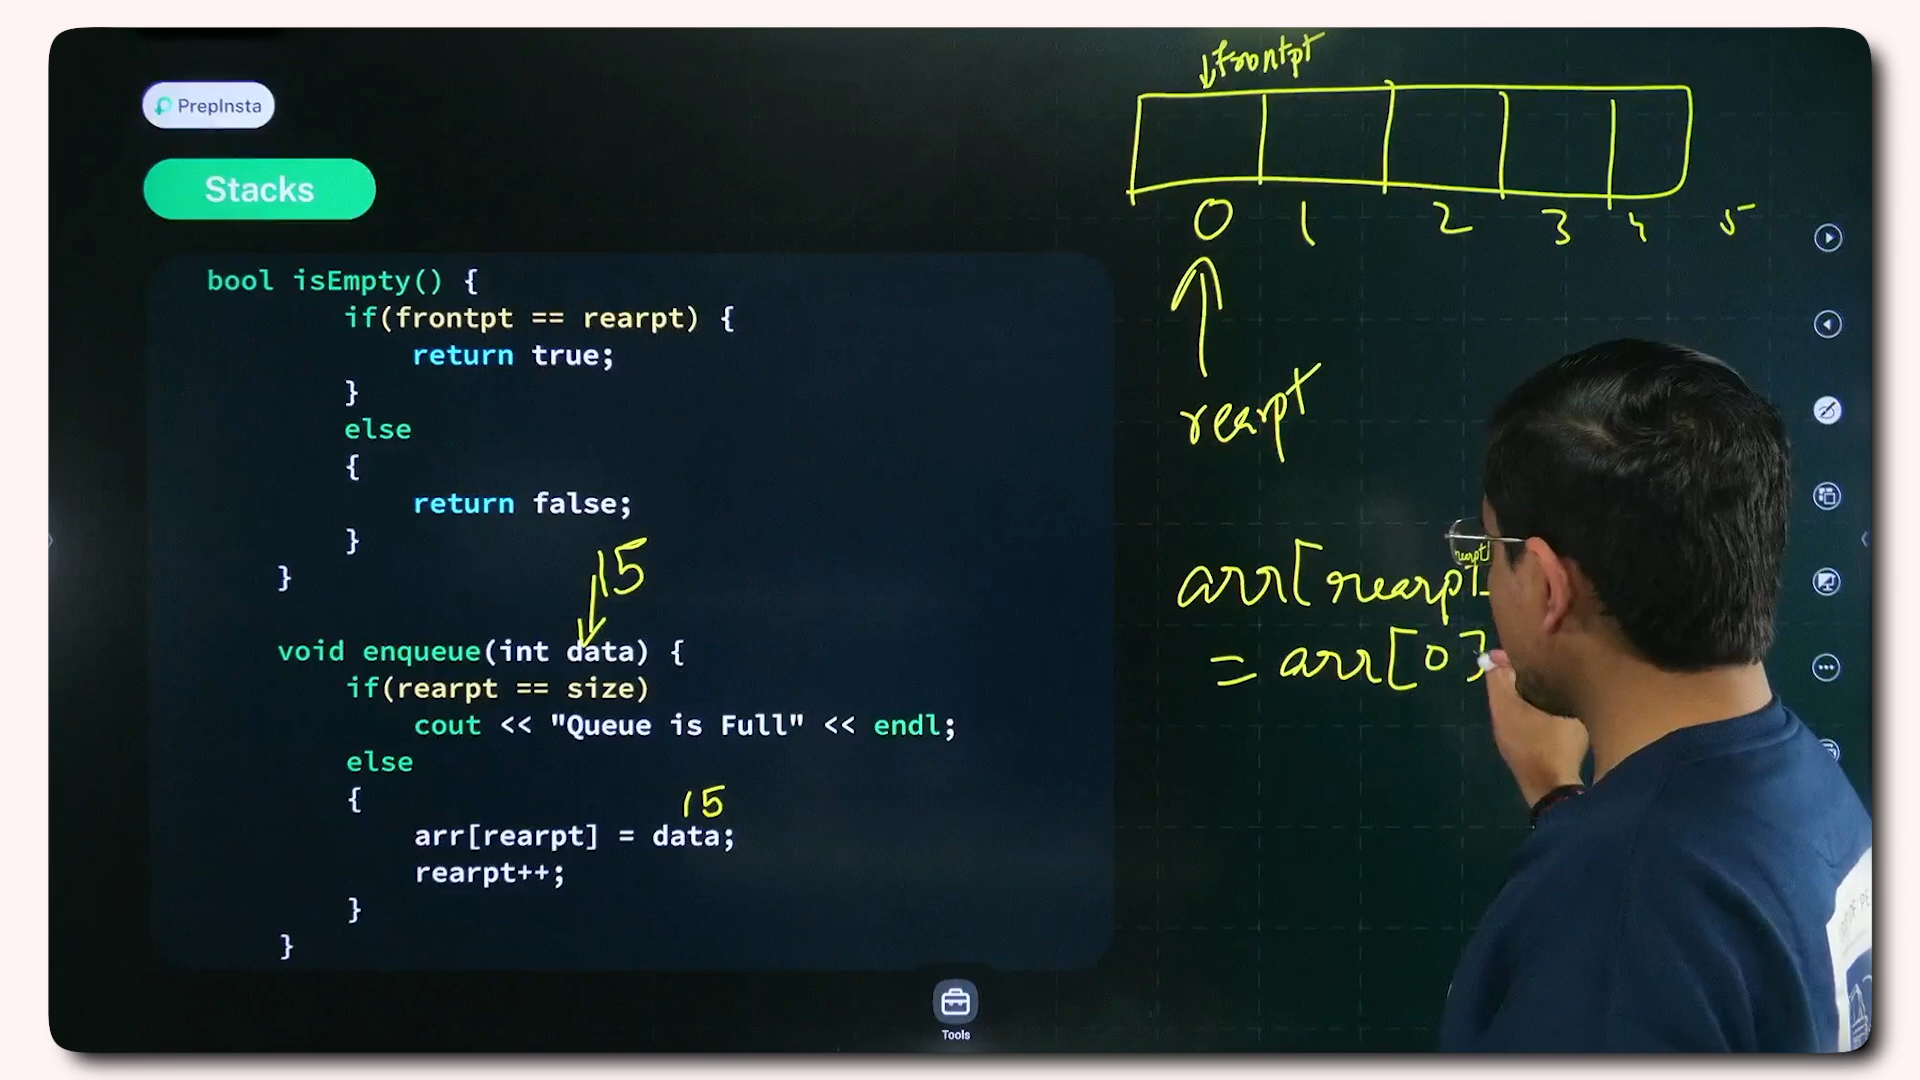 PrepInsta
Stacks
bool isEmpty() {
if(frontpt == rearpt) {
return true;
}
else
{
return false;
}
}
15
void enqueue(int data) {
if(rearpt == size)
cout << "Queue is Full" << endl;
else
{
15
arr[rearpt] = data;
rearpt++;
}
}
Tools
↓frontpt
0 1 2 3 4 5
rearpt
arr[rearpt]
= arr[0]